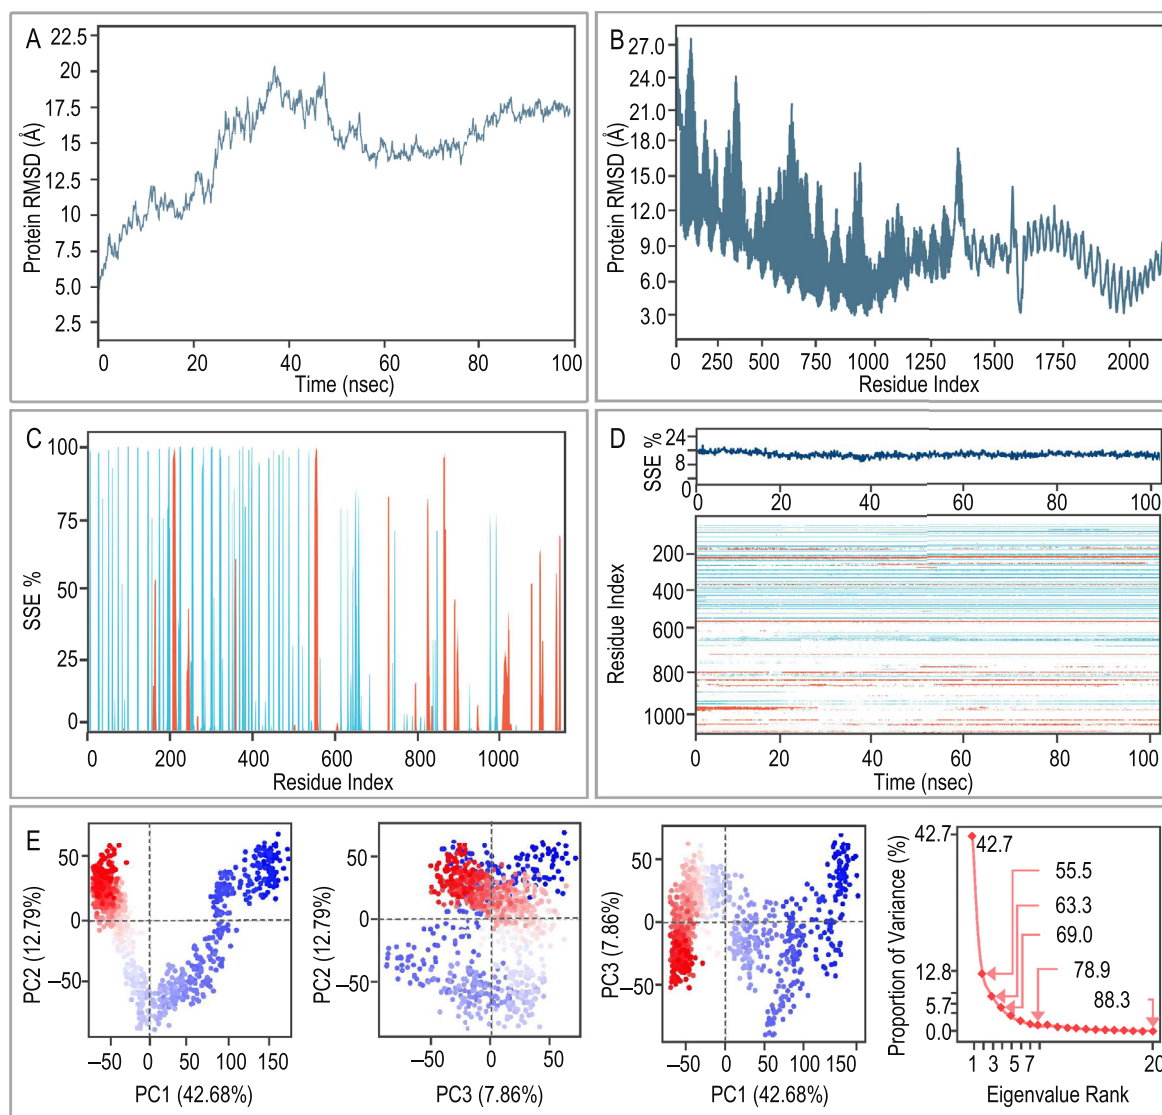 A
Protein RMSD (Å)
22.5
20
17.5
15
12.5
10
7.5
5.0
2.5
0 20 40 60 80 100
Time (nsec)
B
Protein RMSD (Å)
27.0
24.0
21.0
18.0
15.0
12.0
9.0
6.0
3.0
0 250 500 750 1000 1250 1500 1750 2000
Residue Index
C
SSE %
100
75
50
25
0
0 200 400 600 800 1000
Residue Index
D
SSE %
24
8
0
0 20 40 60 80 100
Residue Index
200
400
600
800
1000
0 20 40 60 80 100
Time (nsec)
E
PC2 (12.79%)
50
0
–50
–50 0 50 100 150
PC1 (42.68%)
PC2 (12.79%)
50
0
–50
–50 0 50
PC3 (7.86%)
PC3 (7.86%)
50
0
–50
–50 0 50 100 150
PC1 (42.68%)
Proportion of Variance (%)
42.7
12.8
5.7
0.0
42.7
55.5
63.3
69.0
78.9
88.3
1 3 5 7 20
Eigenvalue Rank